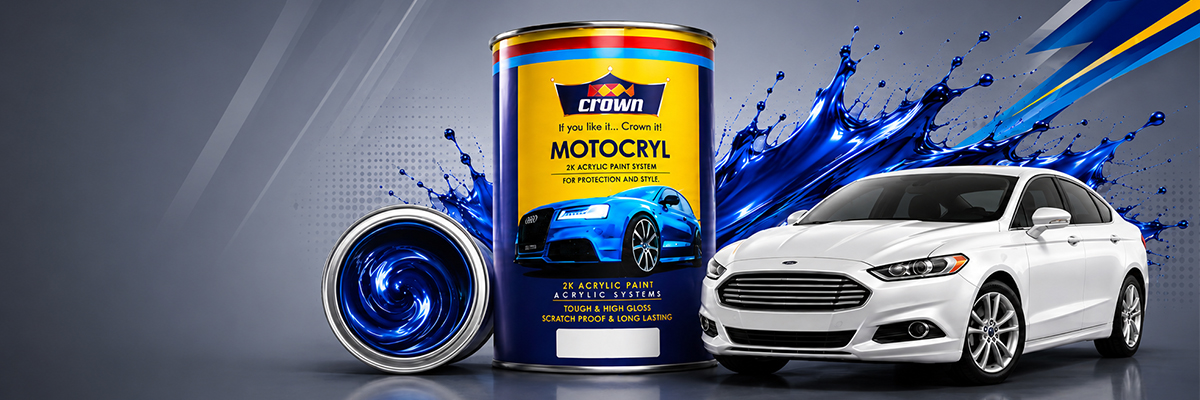 crown
If you like it... Crown it!
MOTOCRYL
2K ACRYLIC PAINT SYSTEM
FOR PROTECTION AND STYLE.
2K ACRYLIC PAINT
ACRYLIC SYSTEMS
TOUGH & HIGH GLOSS
SCRATCH PROOF & LONG LASTING